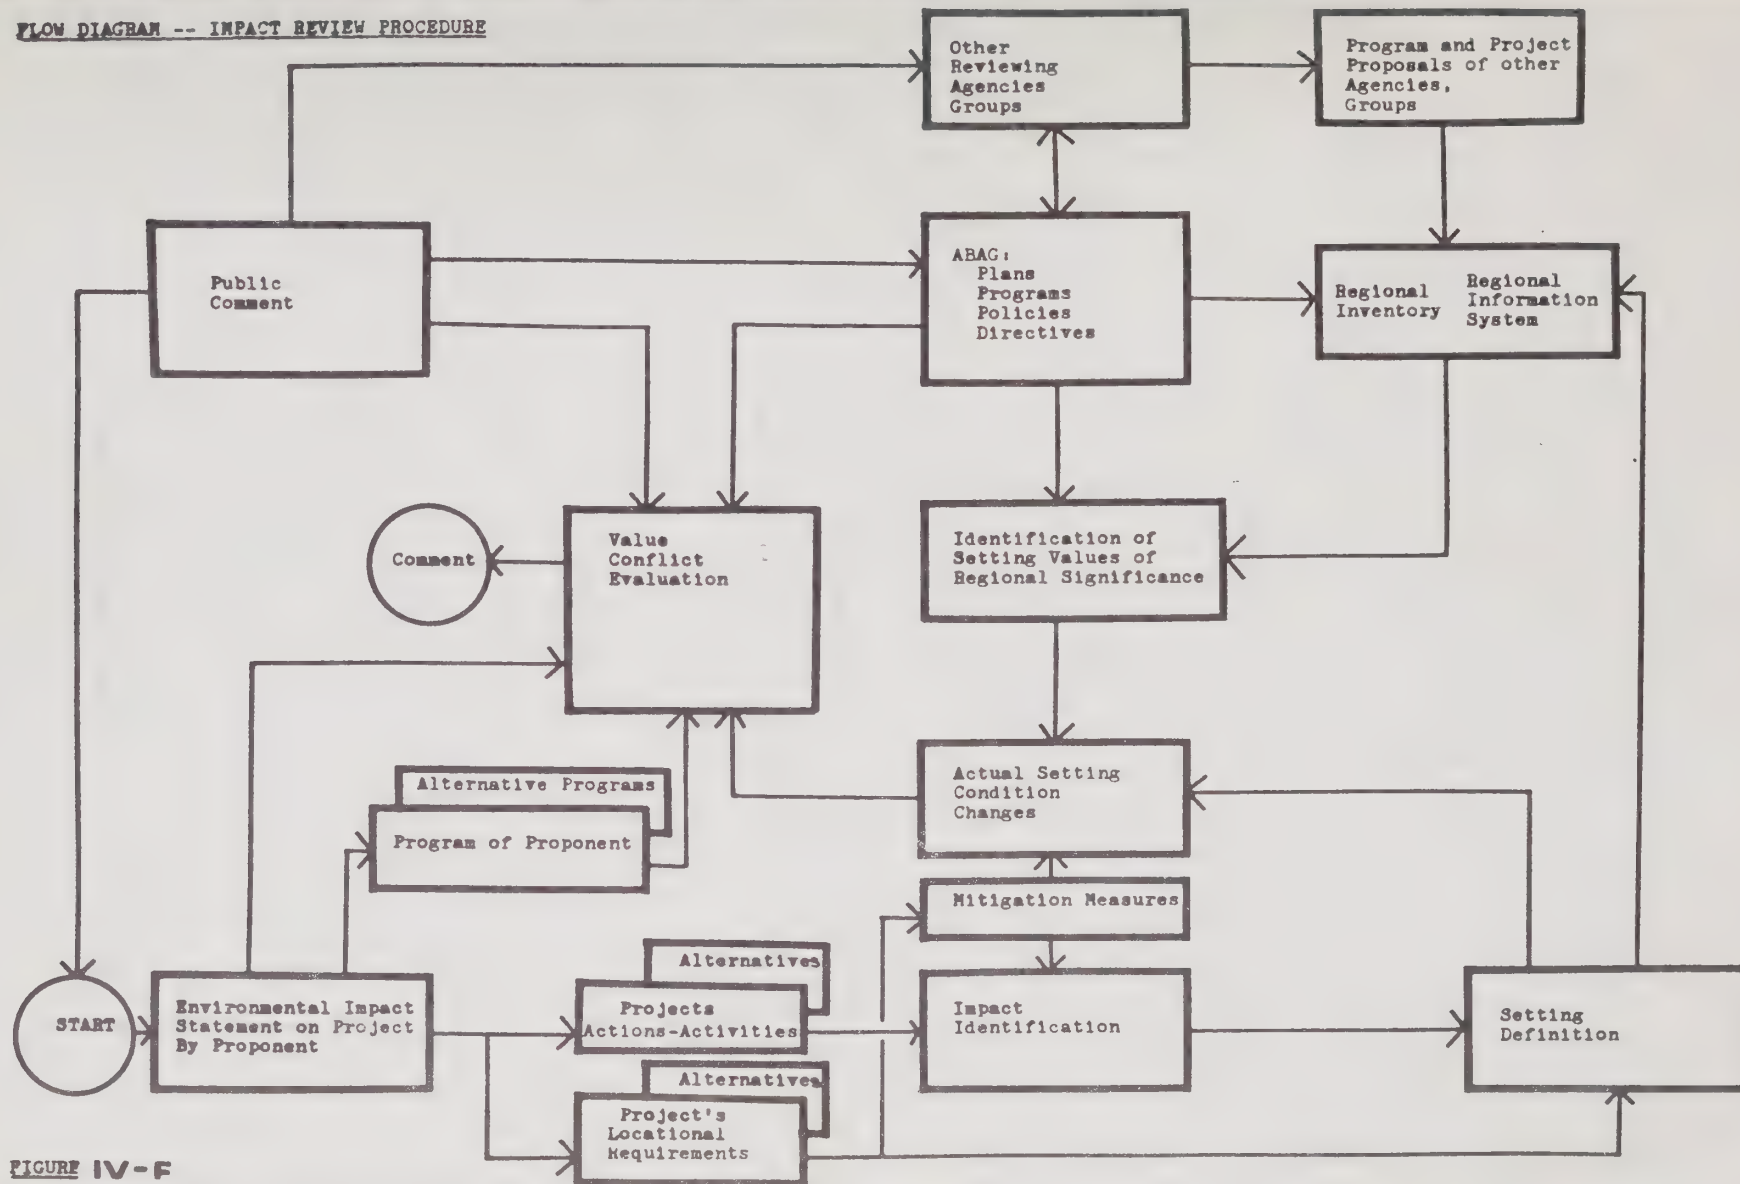 FLOW DIAGRAM -- IMPACT REVIEW PROCEDURE
Other
Reviewing
Agencies
Groups
Program and Project
Proposals of other
Agencies,
Groups
Public
Comment
ABAG:
Plans
Programs
Policies
Directives
Regional
Inventory
Regional
Information
System
Comment
Value
Conflict
Evaluation
Identification of
Setting Values of
Regional Significance
Alternative Programs
Program of Proponent
Actual Setting
Condition
Changes
Mitigation Measures
START
Environmental Impact
Statement on Project
By Proponent
Alternatives
Projects
Actions-Activities
Impact
Identification
Setting
Definition
Alternatives
Project's
Locational
Requirements
FIGURE IV-F